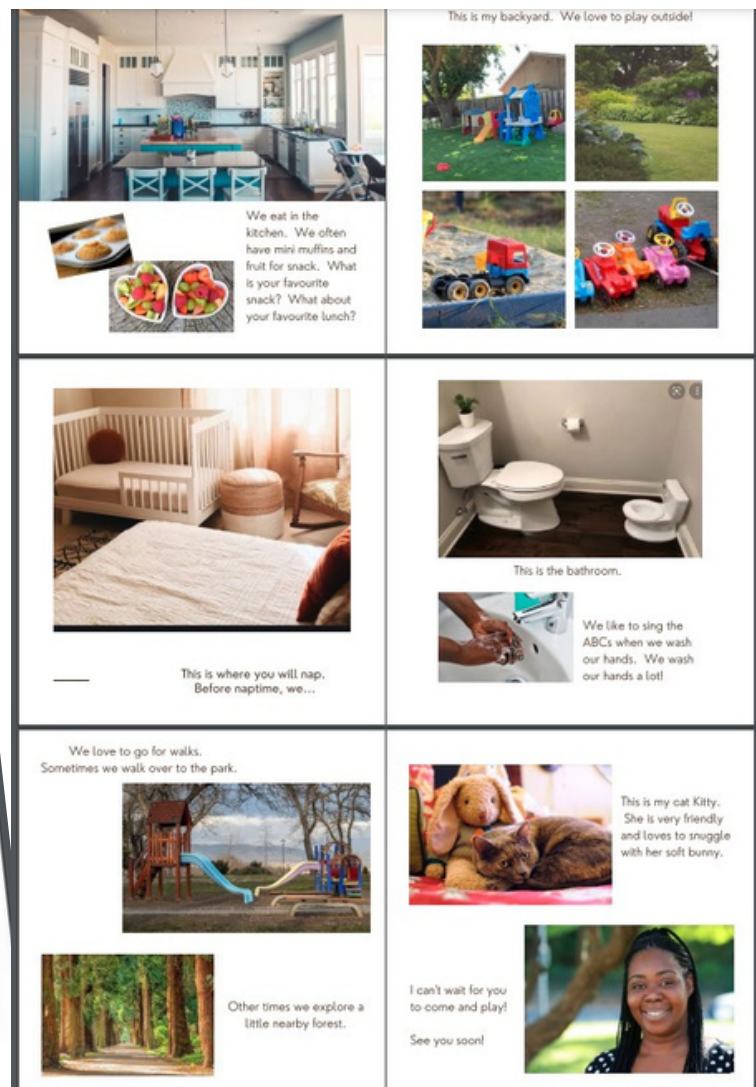 We eat in the
kitchen. We often
have mini muffins and
fruit for snack. What
is your favourite
snack? What about
your favourite lunch?
This is my backyard. We love to play outside!
This is where you will nap.
Before naptime, we...
This is the bathroom.
We like to sing the
ABCs when we wash
our hands. We wash
our hands a lot!
We love to go for walks.
Sometimes we walk over to the park.
Other times we explore a
little nearby forest.
This is my cat Kitty.
She is very friendly
and loves to snuggle
with her soft bunny.
I can't wait for you
to come and play!
See you soon!